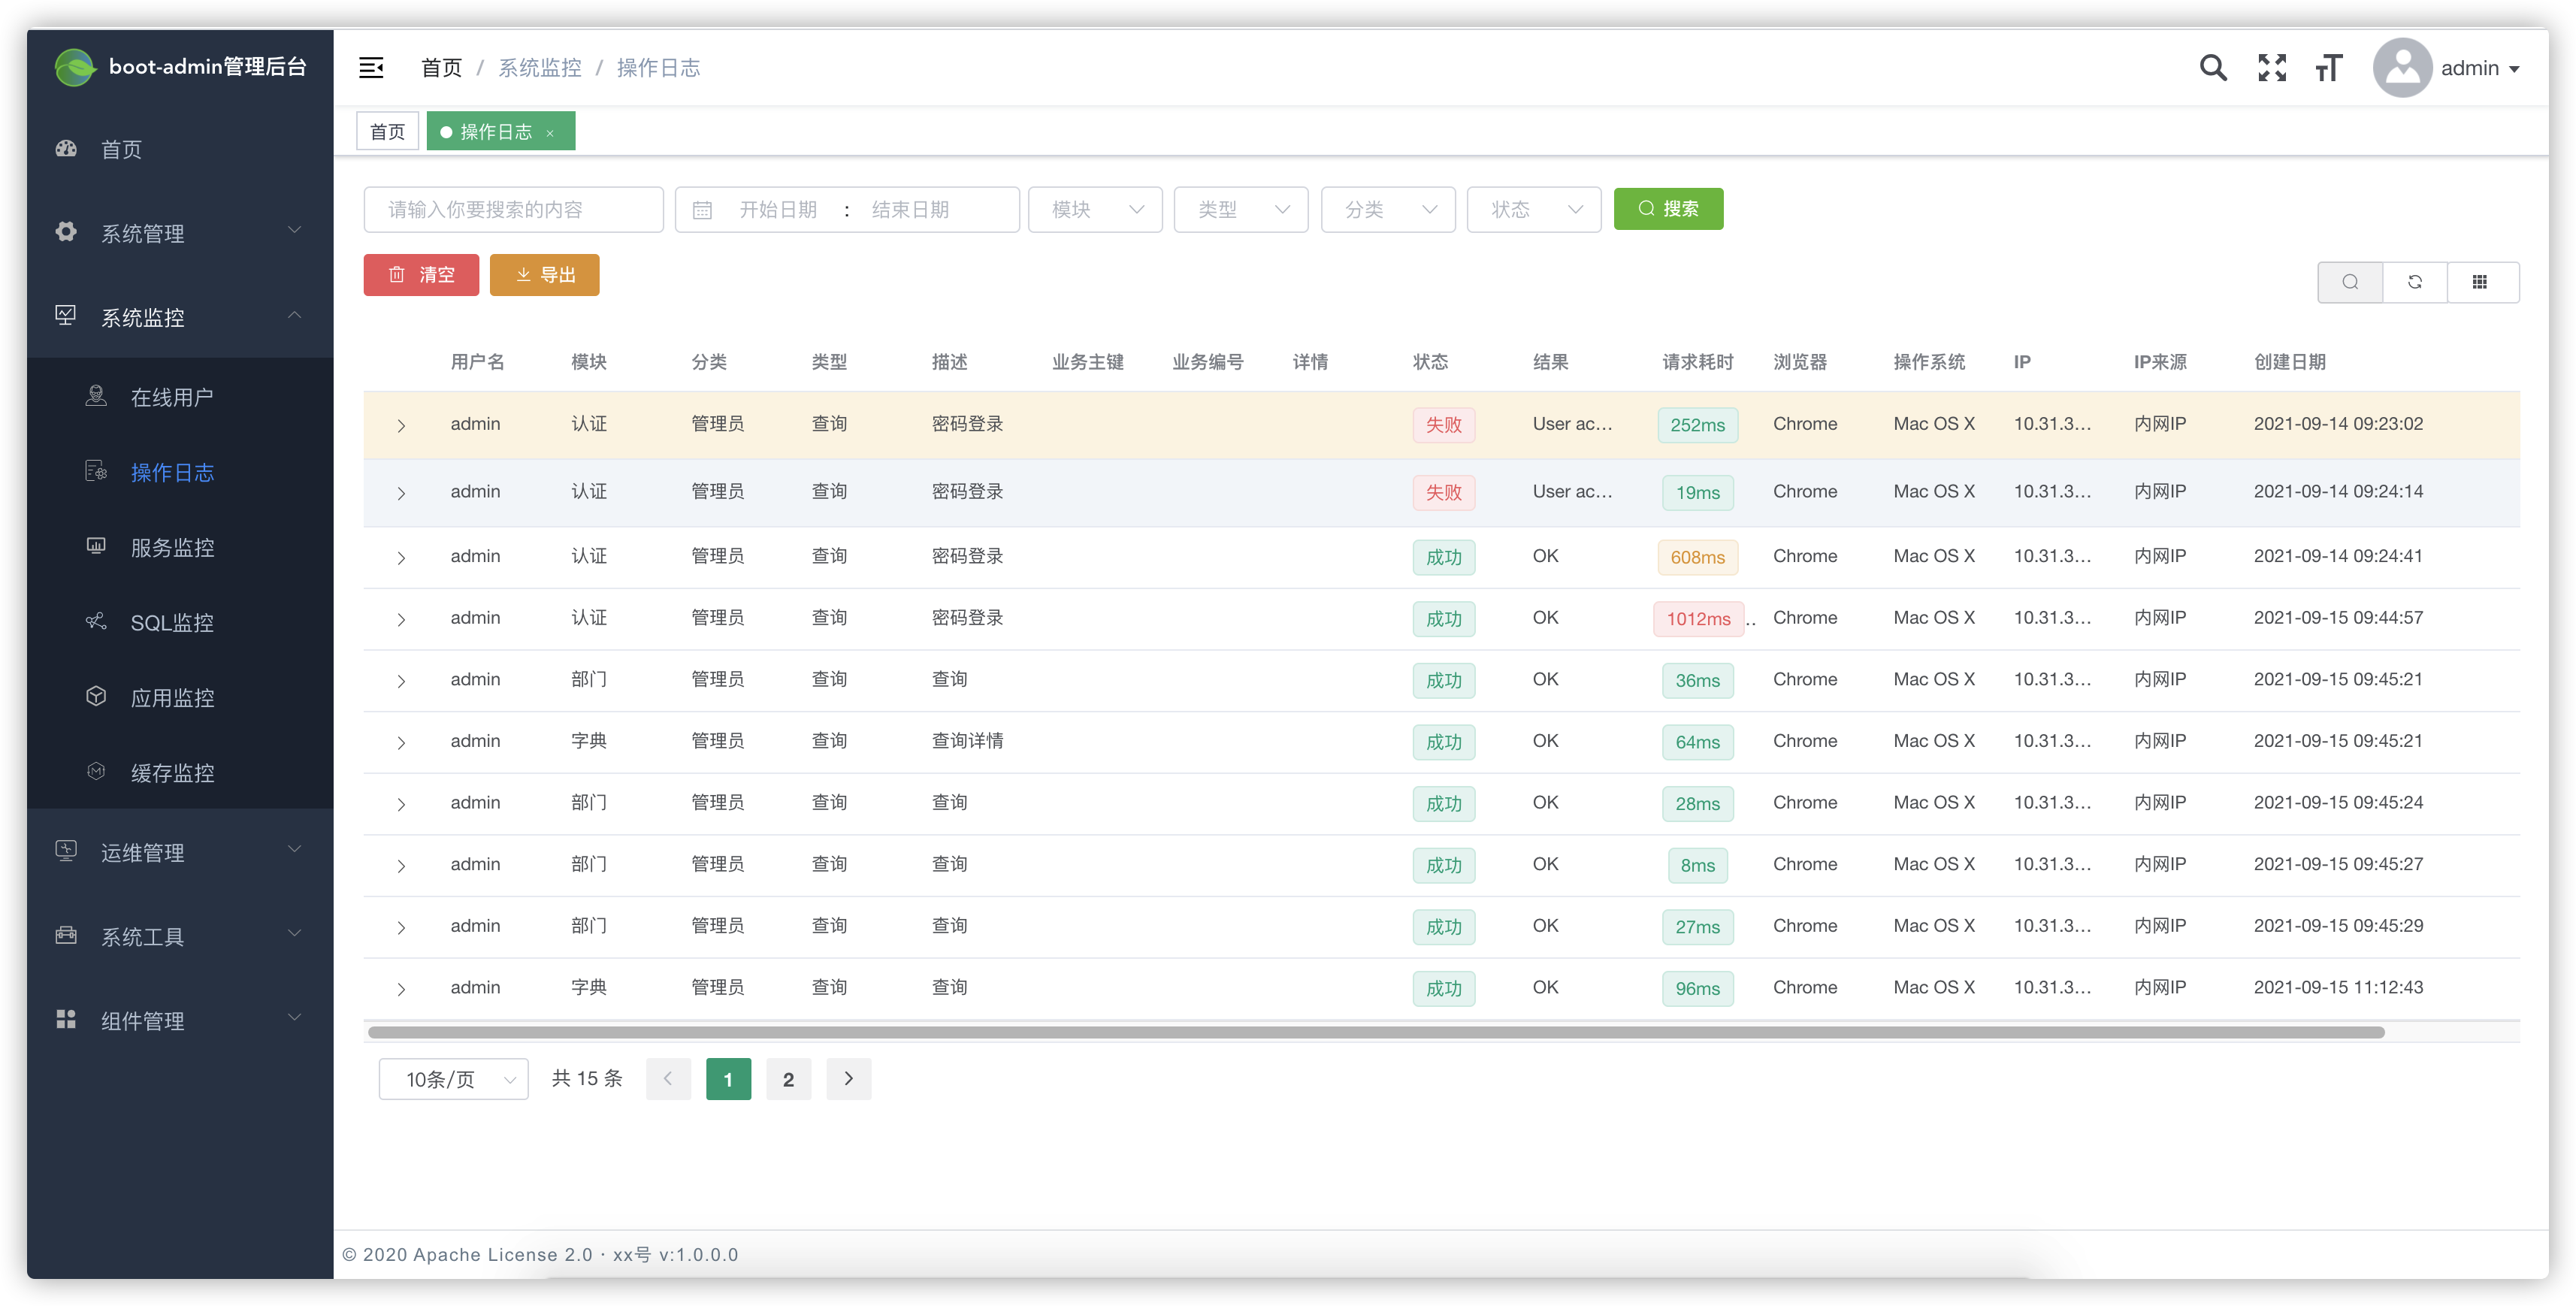 boot-admin管理后台
首页 / 系统监控 / 操作日志
admin
首页
操作日志 ×
首页
系统管理
系统监控
在线用户
操作日志
服务监控
SQL监控
应用监控
缓存监控
运维管理
系统工具
组件管理
请输入你要搜索的内容 开始日期 : 结束日期 模块 类型 分类 状态 搜索
清空 导出
用户名 模块 分类 类型 描述 业务主键 业务编号 详情 状态 结果 请求耗时 浏览器 操作系统 IP IP来源 创建日期
admin 认证 管理员 查询 密码登录 失败 User ac... 252ms Chrome Mac OS X 10.31.3... 内网IP 2021-09-14 09:23:02
admin 认证 管理员 查询 密码登录 失败 User ac... 19ms Chrome Mac OS X 10.31.3... 内网IP 2021-09-14 09:24:14
admin 认证 管理员 查询 密码登录 成功 OK 608ms Chrome Mac OS X 10.31.3... 内网IP 2021-09-14 09:24:41
admin 认证 管理员 查询 密码登录 成功 OK 1012ms .. Chrome Mac OS X 10.31.3... 内网IP 2021-09-15 09:44:57
admin 部门 管理员 查询 查询 成功 OK 36ms Chrome Mac OS X 10.31.3... 内网IP 2021-09-15 09:45:21
admin 字典 管理员 查询 查询详情 成功 OK 64ms Chrome Mac OS X 10.31.3... 内网IP 2021-09-15 09:45:21
admin 部门 管理员 查询 查询 成功 OK 28ms Chrome Mac OS X 10.31.3... 内网IP 2021-09-15 09:45:24
admin 部门 管理员 查询 查询 成功 OK 8ms Chrome Mac OS X 10.31.3... 内网IP 2021-09-15 09:45:27
admin 部门 管理员 查询 查询 成功 OK 27ms Chrome Mac OS X 10.31.3... 内网IP 2021-09-15 09:45:29
admin 字典 管理员 查询 查询 成功 OK 96ms Chrome Mac OS X 10.31.3... 内网IP 2021-09-15 11:12:43
10条/页 共 15 条 1 2
© 2020 Apache License 2.0 · xx号 v:1.0.0.0